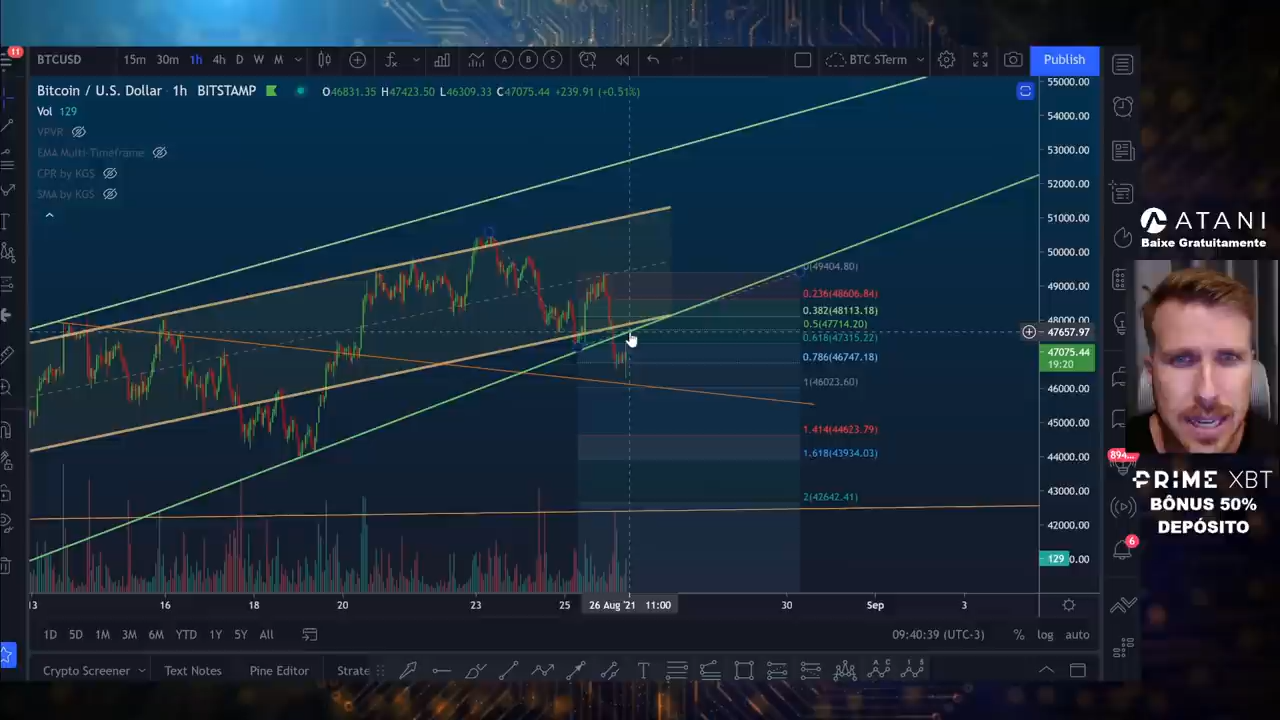 11
BTCUSD 15m 30m 1h 4h D W M BTC STerm Publish
Bitcoin / U.S. Dollar 1h BITSTAMP O46831.35 H47423.50 L46309.33 C47075.44 +239.91 (+0.51%)
Vol 129
VPVR
EMA Multi-Timeframe
CPR by KGS
SMA by KGS
55000.00
54000.00
53000.00
52000.00
51000.00
50000.00
49000.00
48000.00
47657.97
47075.44
19:20
46000.00
45000.00
44000.00
43000.00
42000.00
129
0.00
0(49404.80)
0.236(48606.84)
0.382(48113.18)
0.5(47714.20)
0.618(47315.22)
0.786(46747.18)
1(46023.60)
1.414(44623.79)
1.618(43934.03)
2(42642.41)
13 16 18 20 23 25 26 Aug '21 11:00 30 Sep 3
1D 5D 1M 3M 6M YTD 1Y 5Y All 09:40:39 (UTC-3) % log auto
Crypto Screener Text Notes Pine Editor Strate
894...
6
ATANI
Baixe Gratuitamente
PRIME XBT
BÔNUS 50%
DEPÓSITO